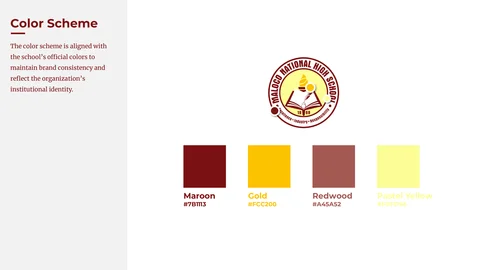 Color Scheme
The color scheme is aligned with
the school's official colors to
maintain brand consistency and
reflect the organization's
institutional identity.
MALOCO NATIONAL HIGH SCHOOL
Maroon
#7B1113
Gold
#FCC200
Redwood
#A45A52
Pastel Yellow